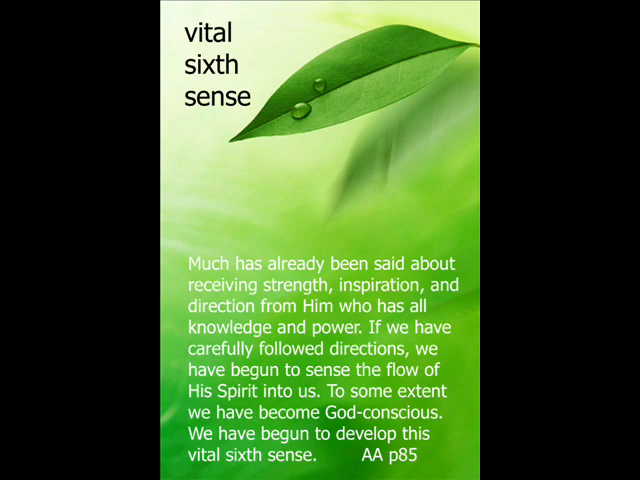 vital
sixth
sense
Much has already been said about
receiving strength, inspiration, and
direction from Him who has all
knowledge and power. If we have
carefully followed directions, we
have begun to sense the flow of
His Spirit into us. To some extent
we have become God-conscious.
We have begun to develop this
vital sixth sense. AA p85